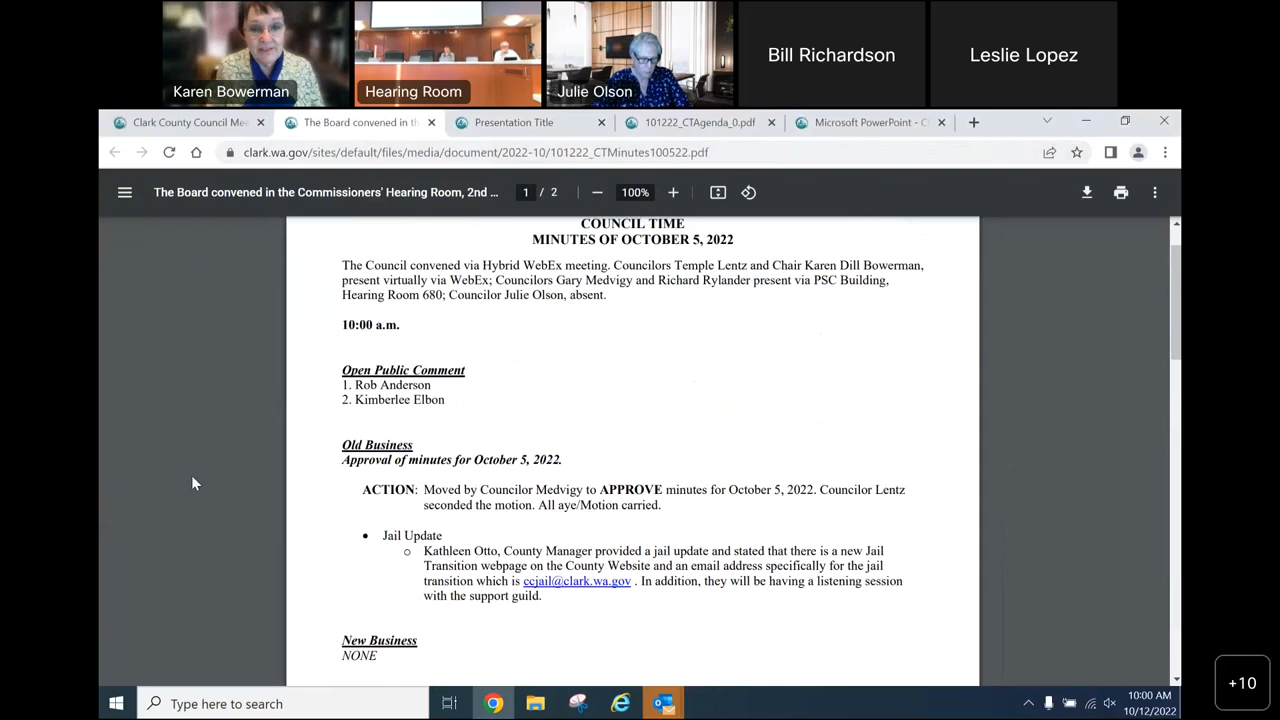 Karen Bowerman
Hearing Room
Julie Olson
Bill Richardson
Leslie Lopez
Clark County Council Mee
The Board convened in th
Presentation Title
101222_CTAgenda_0.pdf
Microsoft PowerPoint - C
clark.wa.gov/sites/default/files/media/document/2022-10/101222_CTMinutes100522.pdf
The Board convened in the Commissioners' Hearing Room, 2nd ...
1 / 2
100%
COUNCIL TIME
MINUTES OF OCTOBER 5, 2022
The Council convened via Hybrid WebEx meeting. Councilors Temple Lentz and Chair Karen Dill Bowerman,
present virtually via WebEx; Councilors Gary Medvigy and Richard Rylander present via PSC Building,
Hearing Room 680; Councilor Julie Olson, absent.
10:00 a.m.
Open Public Comment
1. Rob Anderson
2. Kimberlee Elbon
Old Business
Approval of minutes for October 5, 2022.
ACTION: Moved by Councilor Medvigy to APPROVE minutes for October 5, 2022. Councilor Lentz
seconded the motion. All aye/Motion carried.
• Jail Update
o Kathleen Otto, County Manager provided a jail update and stated that there is a new Jail
Transition webpage on the County Website and an email address specifically for the jail
transition which is ccjail@clark.wa.gov . In addition, they will be having a listening session
with the support guild.
New Business
NONE
+10
Type here to search
10:00 AM
10/12/2022